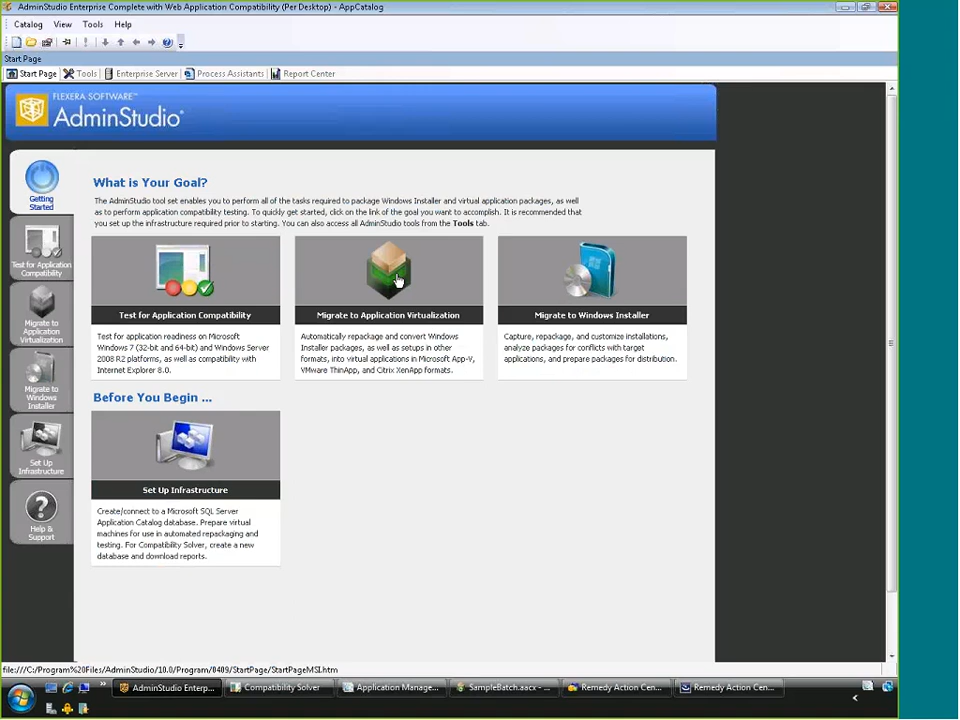 AdminStudio Enterprise Complete with Web Application Compatibility (Per Desktop) - AppCatalog
Catalog View Tools Help
Start Page
Start Page Tools Enterprise Server Process Assistants Report Center
FLEXERA SOFTWARE™
AdminStudio
Getting
Started
Test for Application
Compatibility
Migrate to
Application
Virtualization
Migrate to
Windows
Installer
Set Up
Infrastructure
Help &
Support
What is Your Goal?
The AdminStudio tool set enables you to perform all of the tasks required to package Windows Installer and virtual application packages, as well
as to perform application compatibility testing. To quickly get started, click on the link of the goal you want to accomplish. It is recommended that
you set up the infrastructure required prior to starting. You can also access all AdminStudio tools from the Tools tab.
Test for Application Compatibility
Test for application readiness on Microsoft
Windows 7 (32-bit and 64-bit) and Windows Server
2008 R2 platforms, as well as compatibility with
Internet Explorer 8.0.
Migrate to Application Virtualization
Automatically repackage and convert Windows
Installer packages, as well as setups in other
formats, into virtual applications in Microsoft App-V,
VMware ThinApp, and Citrix XenApp formats.
Migrate to Windows Installer
Capture, repackage, and customize installations,
analyze packages for conflicts with target
applications, and prepare packages for distribution.
Before You Begin ...
Set Up Infrastructure
Create/connect to a Microsoft SQL Server
Application Catalog database. Prepare virtual
machines for use in automated repackaging and
testing. For Compatibility Solver, create a new
database and download reports.
file:///C:/Program%20Files/AdminStudio/10.0/Program/0409/StartPage/StartPageMSI.htm
AdminStudio Enterp... Compatibility Solver Application Manage... SampleBatch.aacx - ... Remedy Action Cen... Remedy Action Cen...